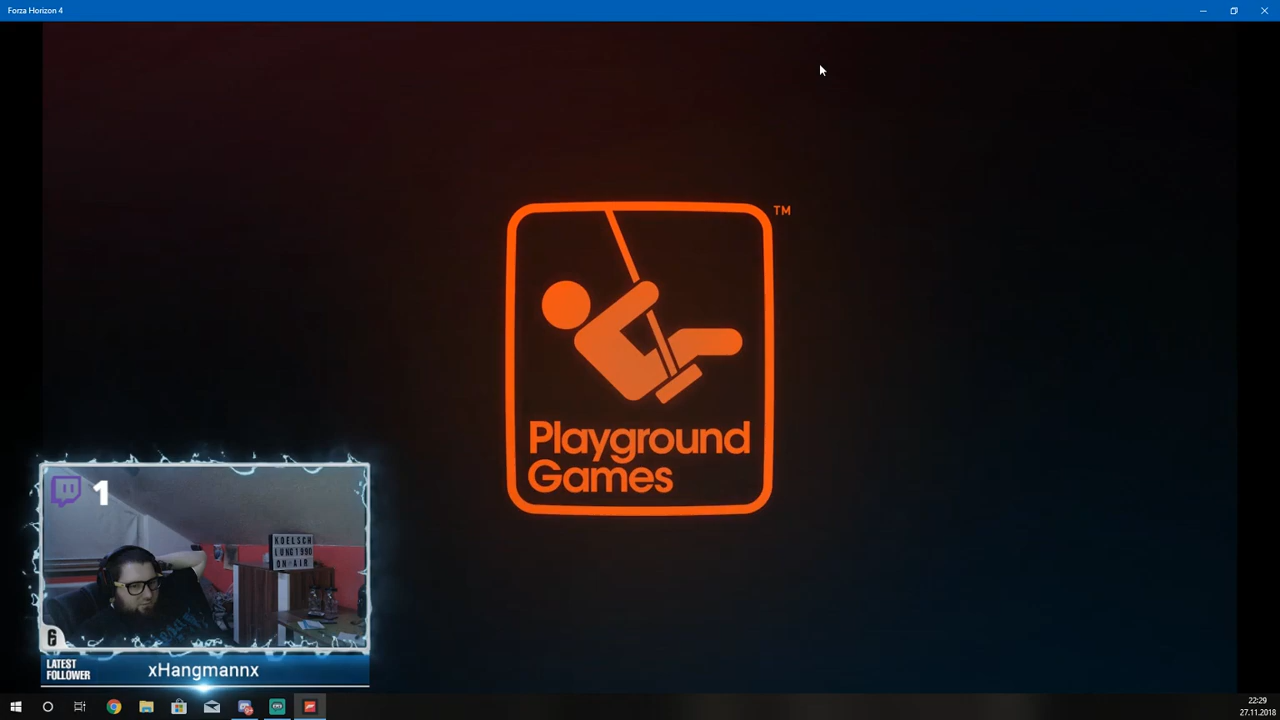 Forza Horizon 4
TM
Playground
Games
1
KOELSCH
LUNG1990
ON-AIR
6
LATEST
FOLLOWER
xHangmannx
22:29
27.11.2018